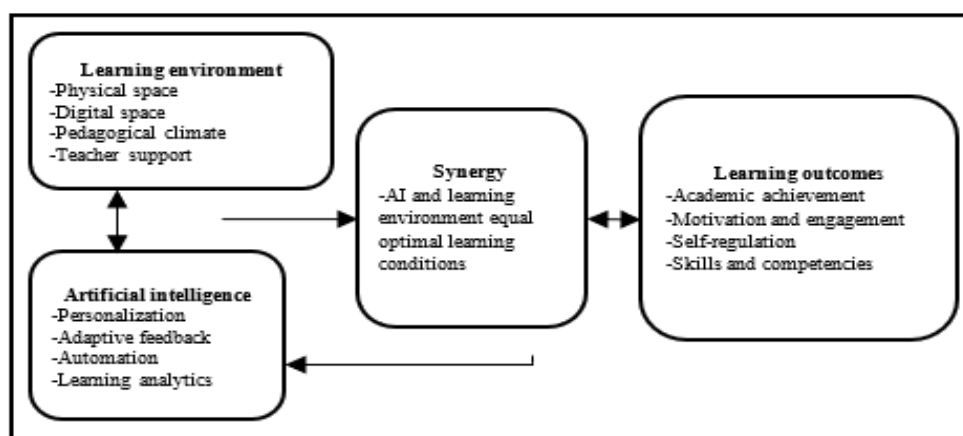 Learning environment
-Physical space
-Digital space
-Pedagogical climate
-Teacher support
Artificial intelligence
-Personalization
-Adaptive feedback
-Automation
-Learning analytics
Synergy
-AI and learning
environment equal
optimal learning
conditions
Learning outcomes
-Academic achievement
-Motivation and engagement
-Self-regulation
-Skills and competencies